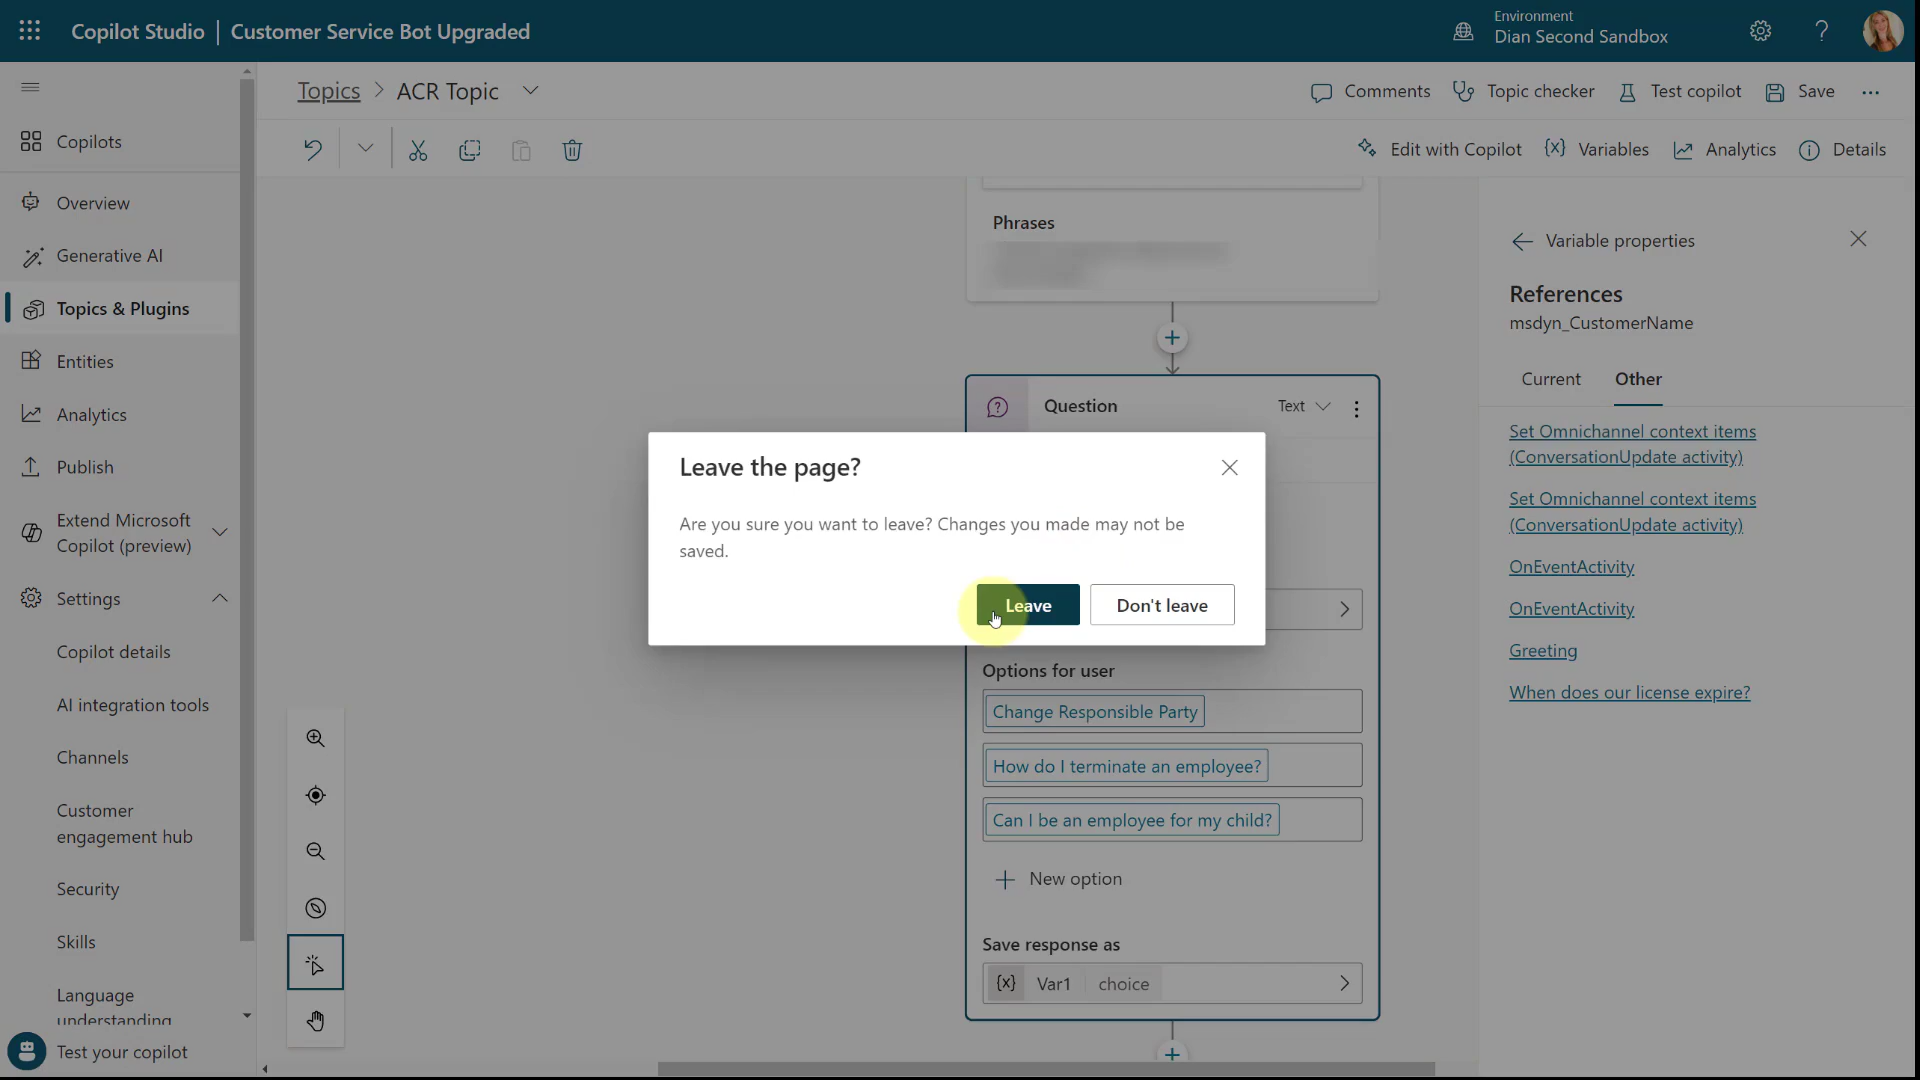 Copilot Studio | Customer Service Bot Upgraded
Environment
Dian Second Sandbox
Topics > ACR Topic
Comments
Topic checker
Test copilot
Save
Edit with Copilot
Variables
Analytics
Details
Copilots
Overview
Generative AI
Topics & Plugins
Entities
Analytics
Publish
Extend Microsoft
Copilot (preview)
Settings
Copilot details
AI integration tools
Channels
Customer
engagement hub
Security
Skills
Language
understanding
Test your copilot
Phrases
Question
Text
Leave the page?
Are you sure you want to leave? Changes you made may not be
saved.
Leave
Don't leave
Options for user
Change Responsible Party
How do I terminate an employee?
Can I be an employee for my child?
New option
Save response as
{x} Var1 choice
Variable properties
References
msdyn_CustomerName
Current
Other
Set Omnichannel context items
(ConversationUpdate activity)
Set Omnichannel context items
(ConversationUpdate activity)
OnEventActivity
OnEventActivity
Greeting
When does our license expire?